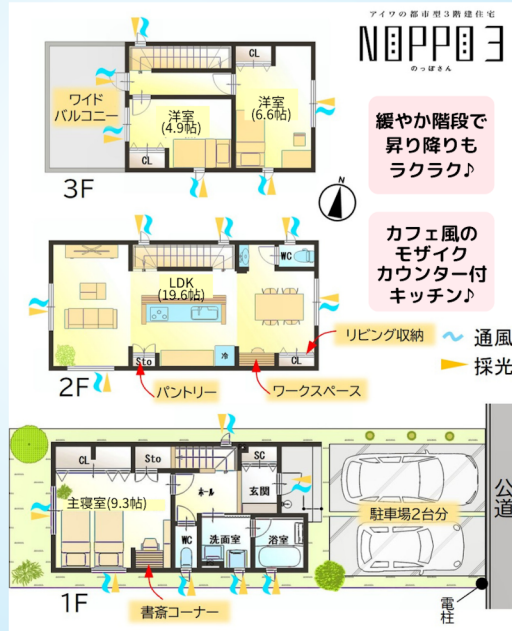 アイワの都市型3階建住宅
NOPPO 3
のっぽさん
緩やか階段で
昇り降りも
ラクラク♪
カフェ風の
モザイク
カウンター付
キッチン♪
通風
採光
N
ワイド
バルコニー
CL
洋室
(4.9帖)
CL
洋室
(6.6帖)
3F
LDK
(19.6帖)
WC
冷
Sto
CL
リビング収納
パントリー
ワークスペース
2F
CL
Sto
SC
主寝室(9.3帖)
ホール
玄関
WC
洗面室
浴室
駐車場2台分
公道
電柱
書斎コーナー
1F